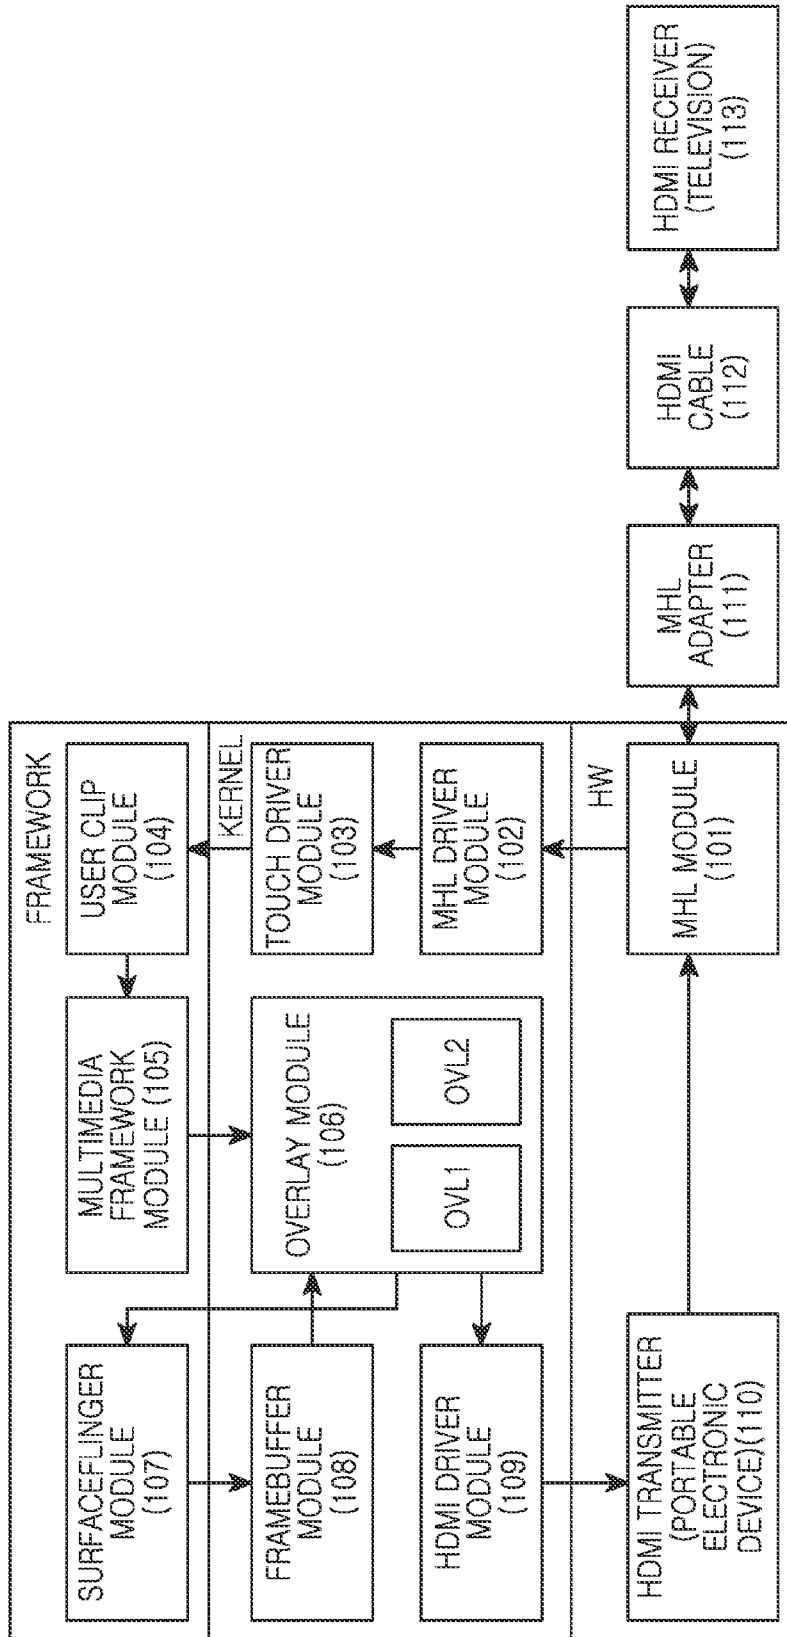 FRAMEWORK
SURFACEFLINGER
MODULE
(107)
MULTIMEDIA
FRAMEWORK
MODULE (105)
USER CLIP
MODULE
(104)
KERNEL
FRAMEBUFFER
MODULE
(108)
OVERLAY MODULE
(106)
OVL1
OVL2
TOUCH DRIVER
MODULE
(103)
HDMI DRIVER
MODULE
(109)
MHL DRIVER
MODULE
(102)
HW
HDMI TRANSMITTER
(PORTABLE
ELECTRONIC
DEVICE)(110)
MHL MODULE
(101)
MHL
ADAPTER
(111)
HDMI
CABLE
(112)
HDMI RECEIVER
(TELEVISION)
(113)